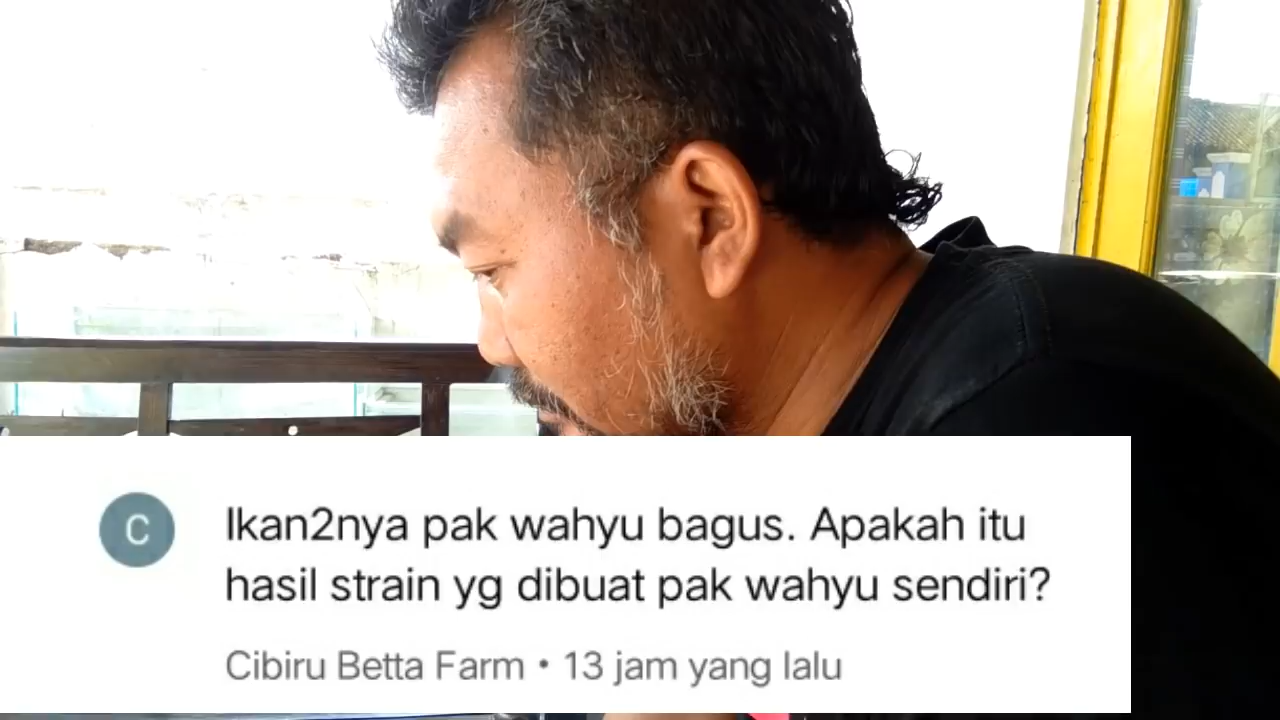 C
Ikan2nya pak wahyu bagus. Apakah itu
hasil strain yg dibuat pak wahyu sendiri?
Cibiru Betta Farm • 13 jam yang lalu